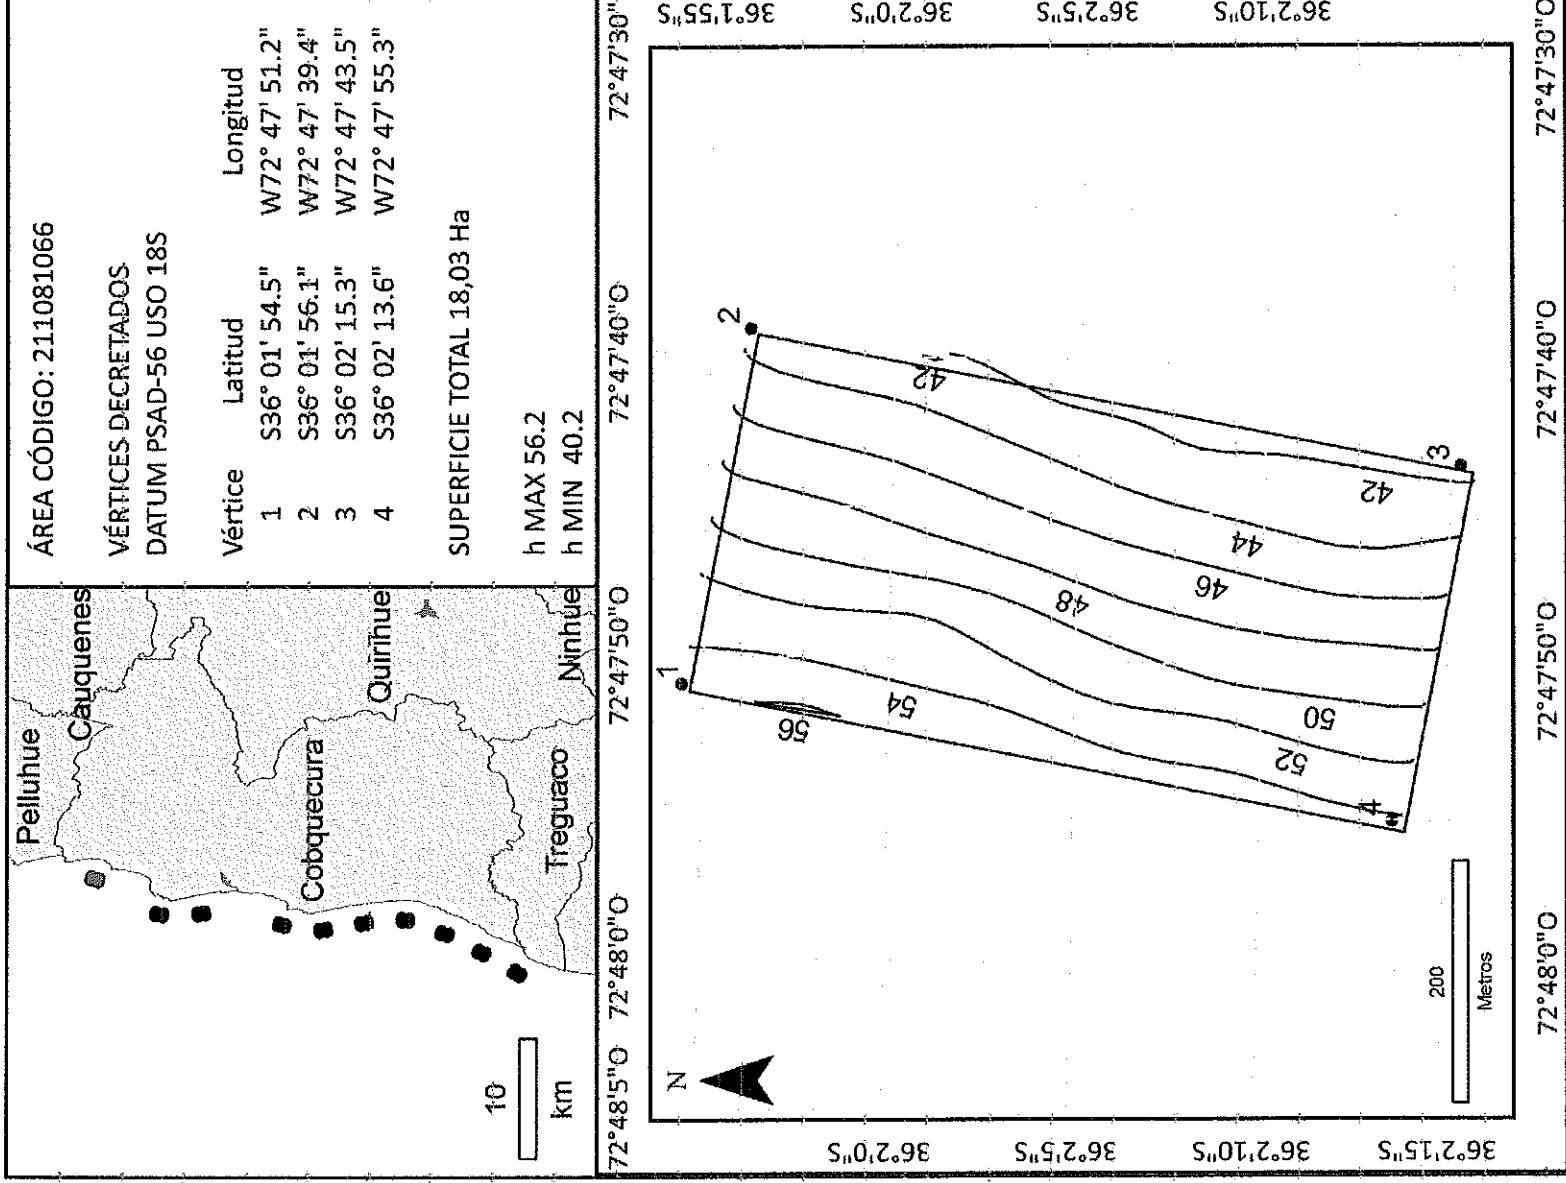 Pelluhue
Cauquenes
Cobquecura
Quirihue
Treguaco
Ninhue
10
km
ÁREA CÓDIGO: 211081066
VÉRTICES DECRETADOS
DATUM PSAD-56 USO 18S
Vértice Latitud Longitud
1 S36° 01' 54.5" W72° 47' 51.2"
2 S36° 01' 56.1" W72° 47' 39.4"
3 S36° 02' 15.3" W72° 47' 43.5"
4 S36° 02' 13.6" W72° 47' 55.3"
SUPERFICIE TOTAL 18,03 Ha
h MAX 56.2
h MIN 40.2
72°48'5"O 72°48'0"O 72°47'50"O 72°47'40"O 72°47'30"
36°1'55"S
36°2'0"S
36°2'5"S
36°2'10"S
N
1
2
3
4
56
54
52
50
48
46
44
42
42
200
Metros
36°2'0"S
36°2'5"S
36°2'10"S
36°2'15"S
72°48'0"O 72°47'50"O 72°47'40"O 72°47'30"O